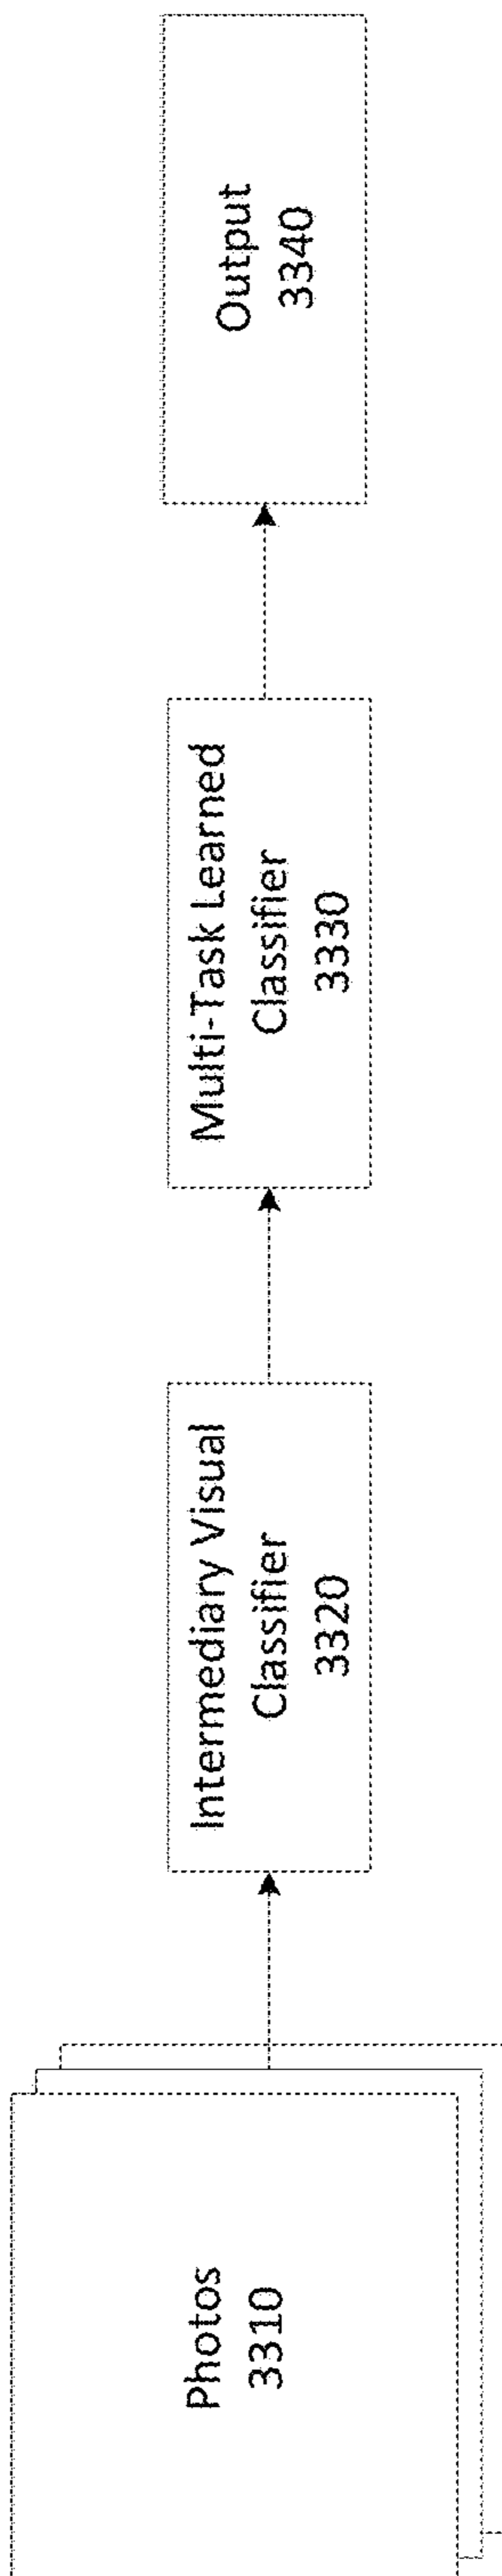 Photos
3310
Intermediary Visual
Classifier
3320
Multi-Task Learned
Classifier
3330
Output
3340